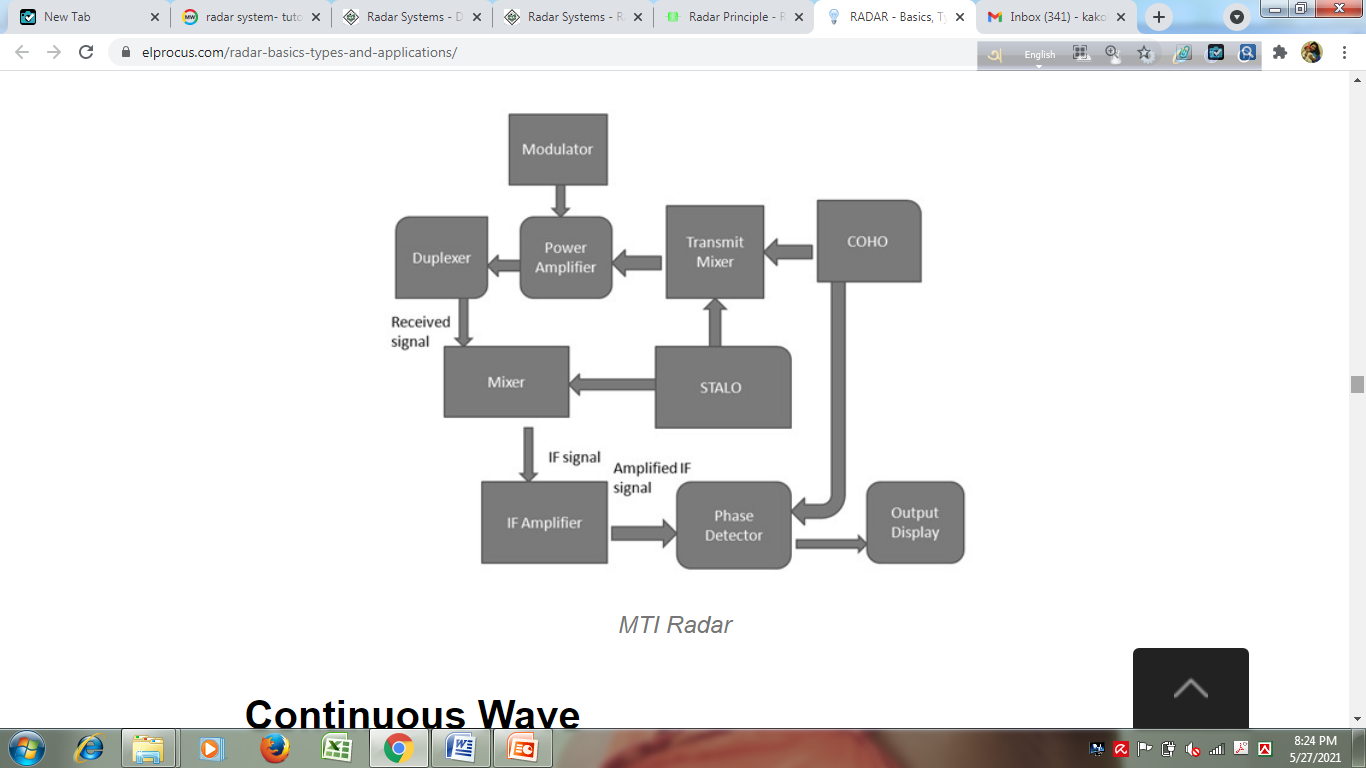 New Tab
radar system- tuto
Radar Systems - D
Radar Systems - R
Radar Principle - R
RADAR - Basics, Ty
Inbox (341) - kako
elprocus.com/radar-basics-types-and-applications/
English
Modulator
Duplexer
Power
Amplifier
Transmit
Mixer
COHO
Received
signal
Mixer
STALO
IF signal
Amplified IF
signal
IF Amplifier
Phase
Detector
Output
Display
MTI Radar
Continuous Wave
8:24 PM
5/27/2021